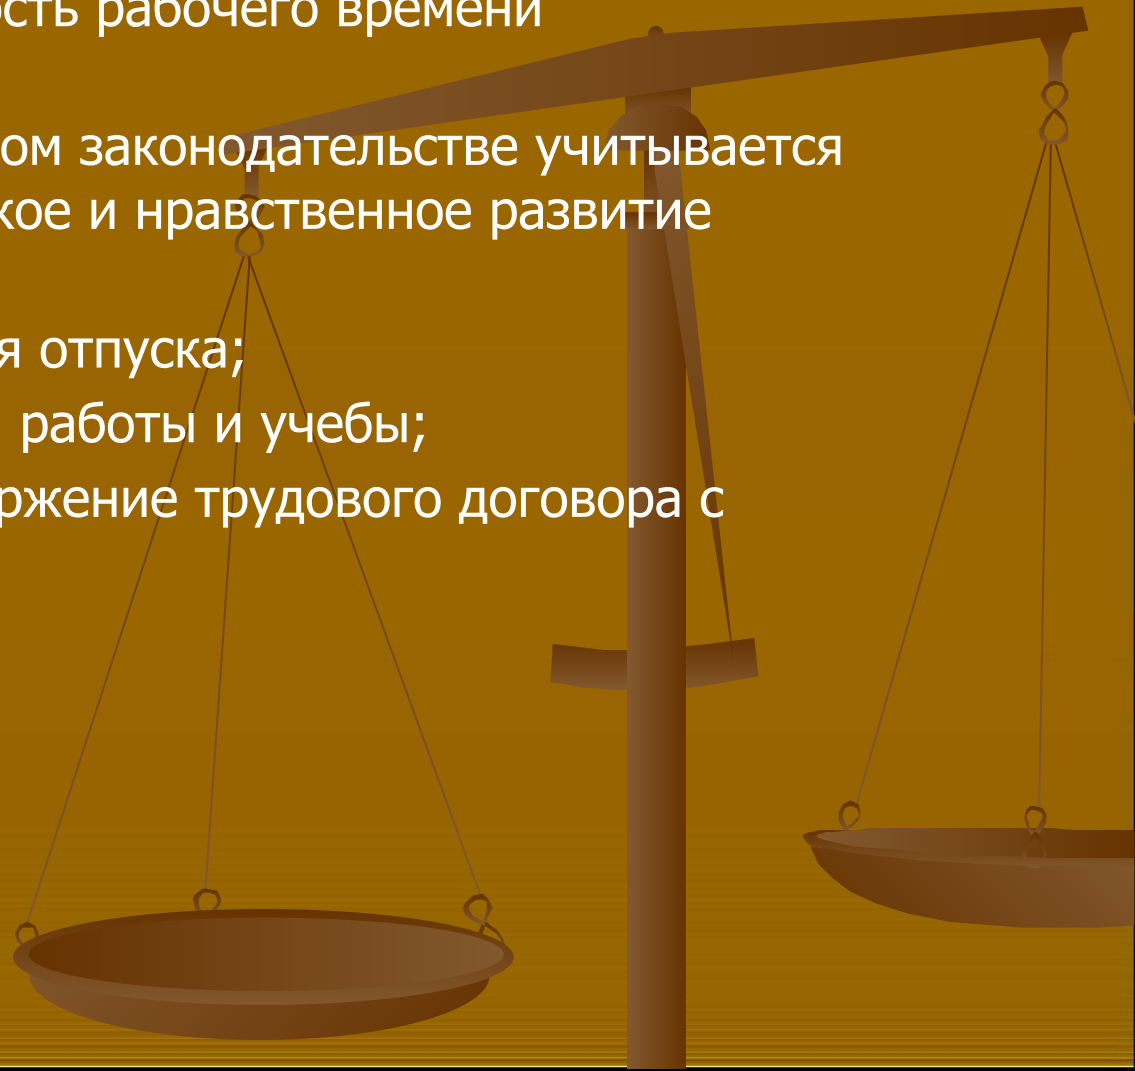 сть рабочего времени
ом законодательстве учитывается
кое и нравственное развитие
я отпуска;
работы и учебы;
ржение трудового договора с